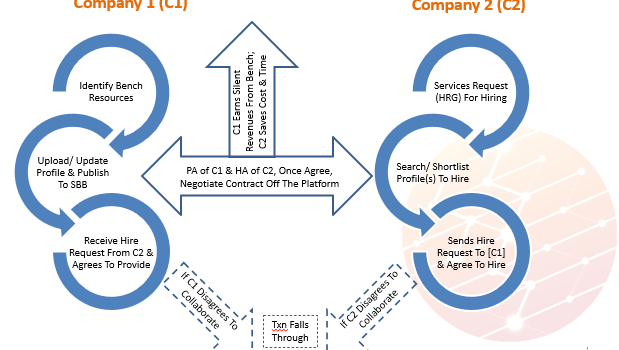 Company 1 (C1)
Company 2 (C2)
Identify Bench
Resources
C1 Earns Silent
Revenues From Bench;
C2 Saves Cost & Time
Services Request
(HRG) For Hiring
Upload/ Update
Profile & Publish
To SBB
PA of C1 & HA of C2, Once Agree,
Negotiate Contract Off The Platform
Search/ Shortlist
Profile(s) To Hire
Receive Hire
Request From C2 &
Agrees To Provide
Sends Hire
Request To [C1]
& Agree To Hire
If C1 Disagrees To
Collaborate
Txn Falls
Through
If C2 Disagrees To
Collaborate